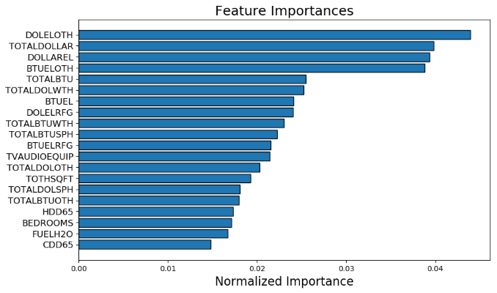 Feature Importances
DOLELOTH
TOTALDOLLAR
DOLLAREL
BTUELOTH
TOTALBTU
TOTALDOLWTH
BTUEL
DOLELRFG
TOTALBTUWTH
TOTALBTUSPH
BTUELRFG
TVAUDIOEQUIP
TOTALDOLOTH
TOTHSQFT
TOTALDOLSPH
TOTALBTUOTH
HDD65
BEDROOMS
FUELH2O
CDD65
0.00 0.01 0.02 0.03 0.04
Normalized Importance